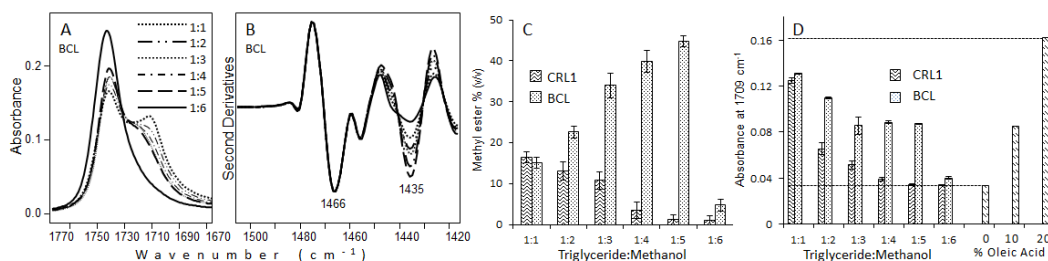 A
BCL
1:1
1:2
1:3
1:4
1:5
1:6
Absorbance
0.2
0.1
0.0
1770 1750 1730 1710 1690 1670
B
BCL
Second Derivatives
1466
1435
1500 1480 1460 1440 1420
Wavenumber (cm-1)
C
CRL1
BCL
Methyl ester % (v/v)
50
40
30
20
10
0
1:1 1:2 1:3 1:4 1:5 1:6
Triglyceride:Methanol
D
CRL1
BCL
Absorbance at 1709 cm-1
0.16
0.12
0.08
0.04
0.00
1:1 1:2 1:3 1:4 1:5 1:6 0 10 20
Triglyceride:Methanol % Oleic Acid